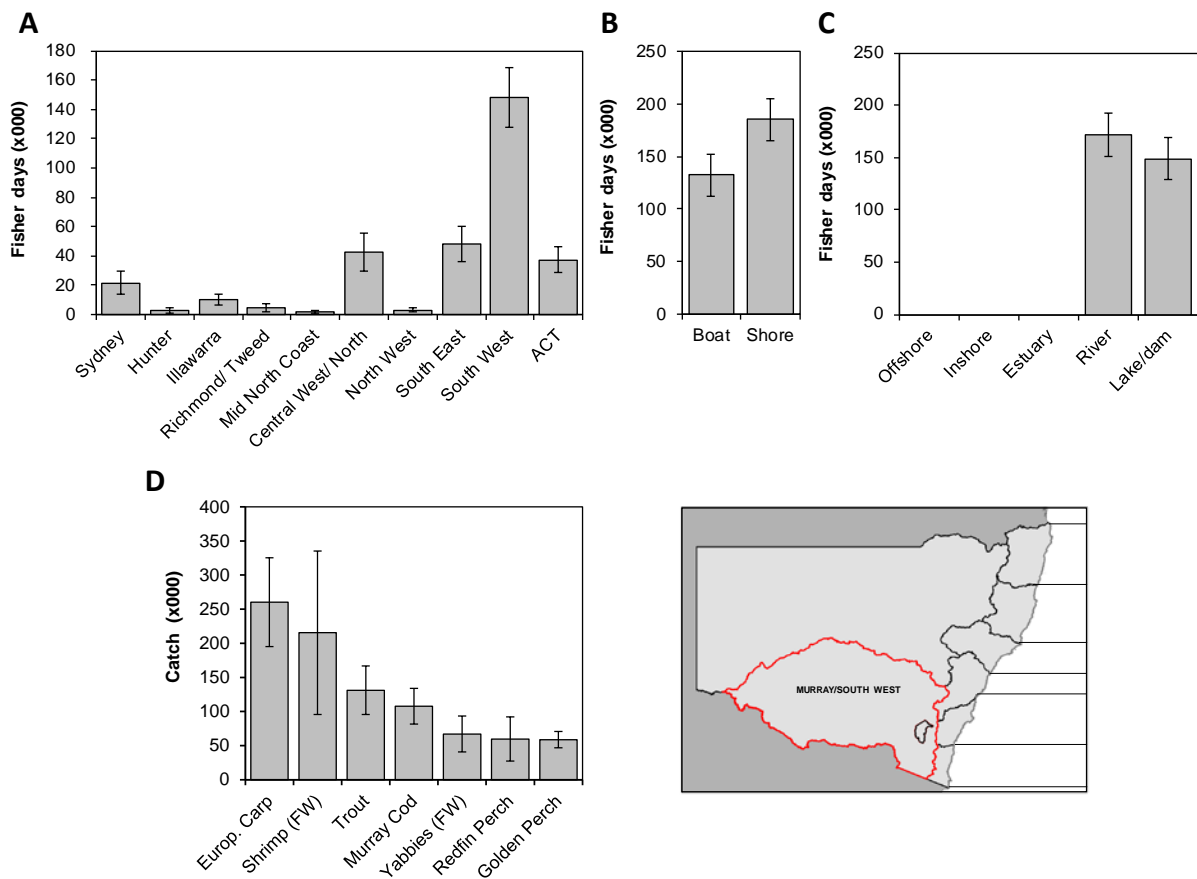 A
Fisher days (x000)
180
160
140
120
100
80
60
40
20
0
Sydney
Hunter
Illawarra
Richmond/ Tweed
Mid North Coast
Central West/ North
North West
South East
South West
ACT
B
Fisher days (x000)
250
200
150
100
50
0
Boat
Shore
C
Fisher days (x000)
250
200
150
100
50
0
Offshore
Inshore
Estuary
River
Lake/dam
D
Catch (x000)
400
350
300
250
200
150
100
50
0
Europ. Carp
Shrimp (FW)
Trout
Murray Cod
Yabbies (FW)
Redfin Perch
Golden Perch
MURRAY/SOUTH WEST